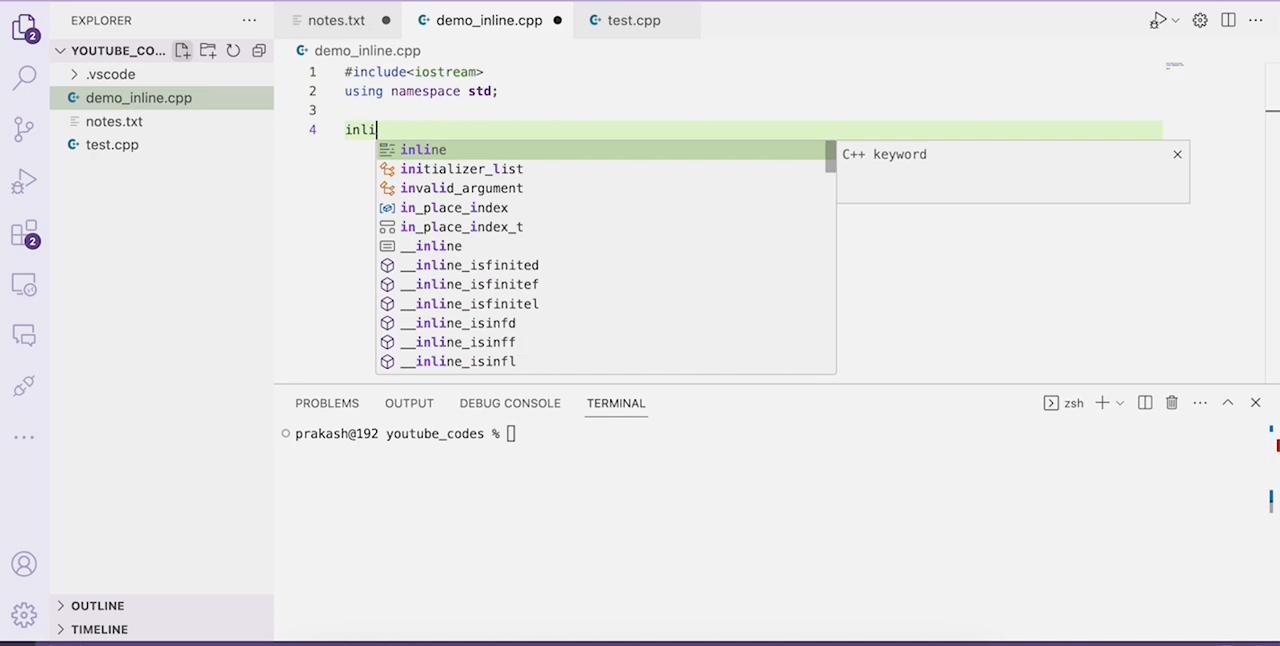 EXPLORER
notes.txt
demo_inline.cpp
test.cpp
2
YOUTUBE_CO...
.vscode
demo_inline.cpp
notes.txt
test.cpp
2
demo_inline.cpp
1 #include<iostream>
2 using namespace std;
3
4 inli
inline
initializer_list
invalid_argument
in_place_index
in_place_index_t
__inline
__inline_isfinited
__inline_isfinitef
__inline_isfinitel
__inline_isinfd
__inline_isinff
__inline_isinfl
C++ keyword
PROBLEMS OUTPUT DEBUG CONSOLE TERMINAL
zsh
prakash@192 youtube_codes %
OUTLINE
TIMELINE